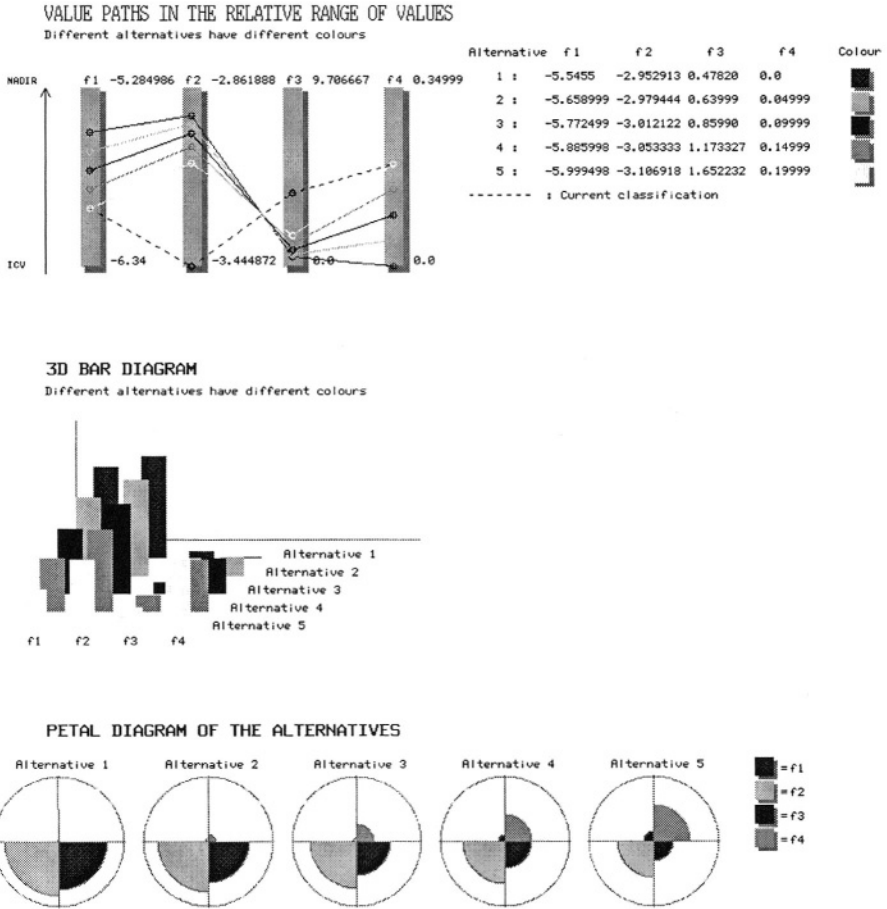 VALUE PATHS IN THE RELATIVE RANGE OF VALUES
Different alternatives have different colours
Alternative f1 f2 f3 f4 Colour
NADIR f1 -5.284986 f2 -2.861888 f3 9.706667 f4 0.34999
1 : -5.5455 -2.952913 0.47820 0.0
2 : -5.658999 -2.979444 0.63999 0.04999
3 : -5.772499 -3.012122 0.85990 0.09999
4 : -5.885998 -3.053333 1.173327 0.14999
5 : -5.999498 -3.106918 1.652232 0.19999
------- : Current classification
ICV -6.34 -3.444872 0.0 0.0
3D BAR DIAGRAM
Different alternatives have different colours
Alternative 1
Alternative 2
Alternative 3
Alternative 4
Alternative 5
f1 f2 f3 f4
PETAL DIAGRAM OF THE ALTERNATIVES
Alternative 1 Alternative 2 Alternative 3 Alternative 4 Alternative 5
=f1
=f2
=f3
=f4